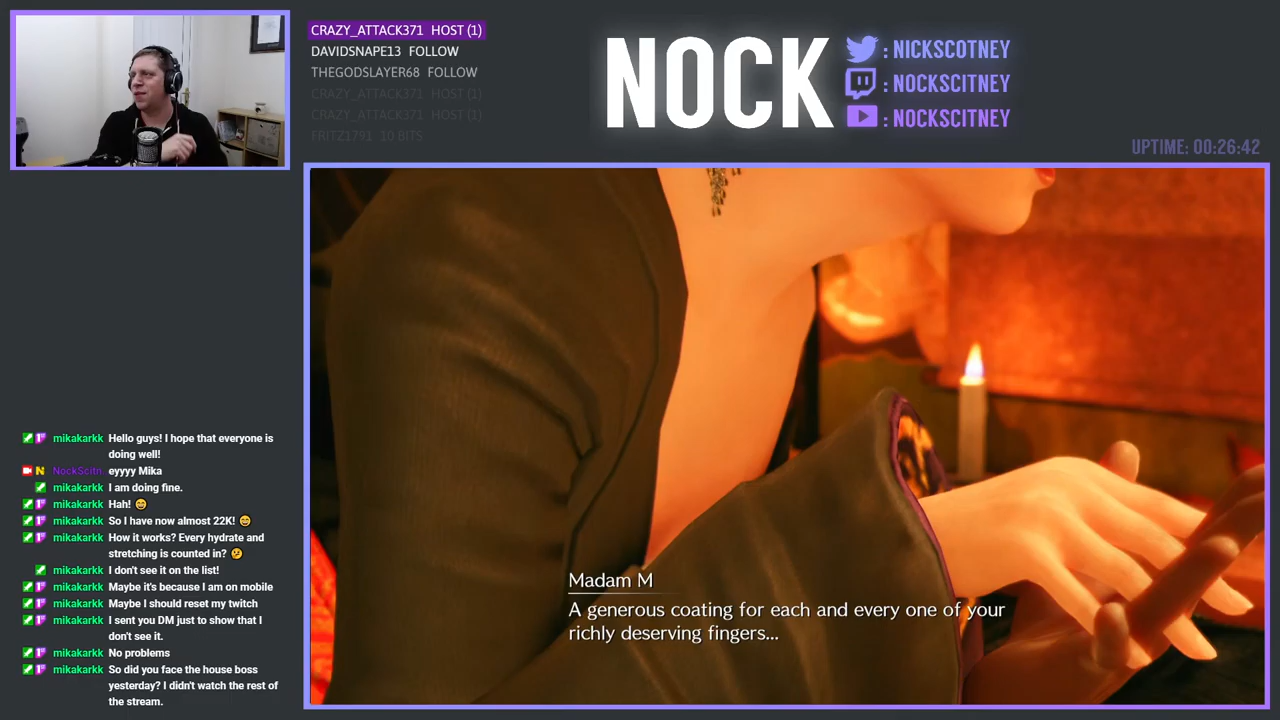 CRAZY_ATTACK371 HOST (1)
DAVIDSNAPE13 FOLLOW
THEGODSLAYER68 FOLLOW
CRAZY_ATTACK371 HOST (1)
CRAZY_ATTACK371 HOST (1)
FRITZ1791 10 BITS
NOCK
: NICKSCOTNEY
: NOCKSCITNEY
: NOCKSCITNEY
UPTIME: 00:26:42
mikakarkk Hello guys! I hope that everyone is
doing well!
N NockScitn eyyyy Mika
mikakarkk I am doing fine.
mikakarkk Hah! 😄
mikakarkk So I have now almost 22K! 😄
mikakarkk How it works? Every hydrate and
stretching is counted in? 🤔
mikakarkk I don't see it on the list!
mikakarkk Maybe it's because I am on mobile
mikakarkk Maybe I should reset my twitch
mikakarkk I sent you DM just to show that I
don't see it.
mikakarkk No problems
mikakarkk So did you face the house boss
yesterday? I didn't watch the rest of
the stream.
Madam M
A generous coating for each and every one of your
richly deserving fingers...